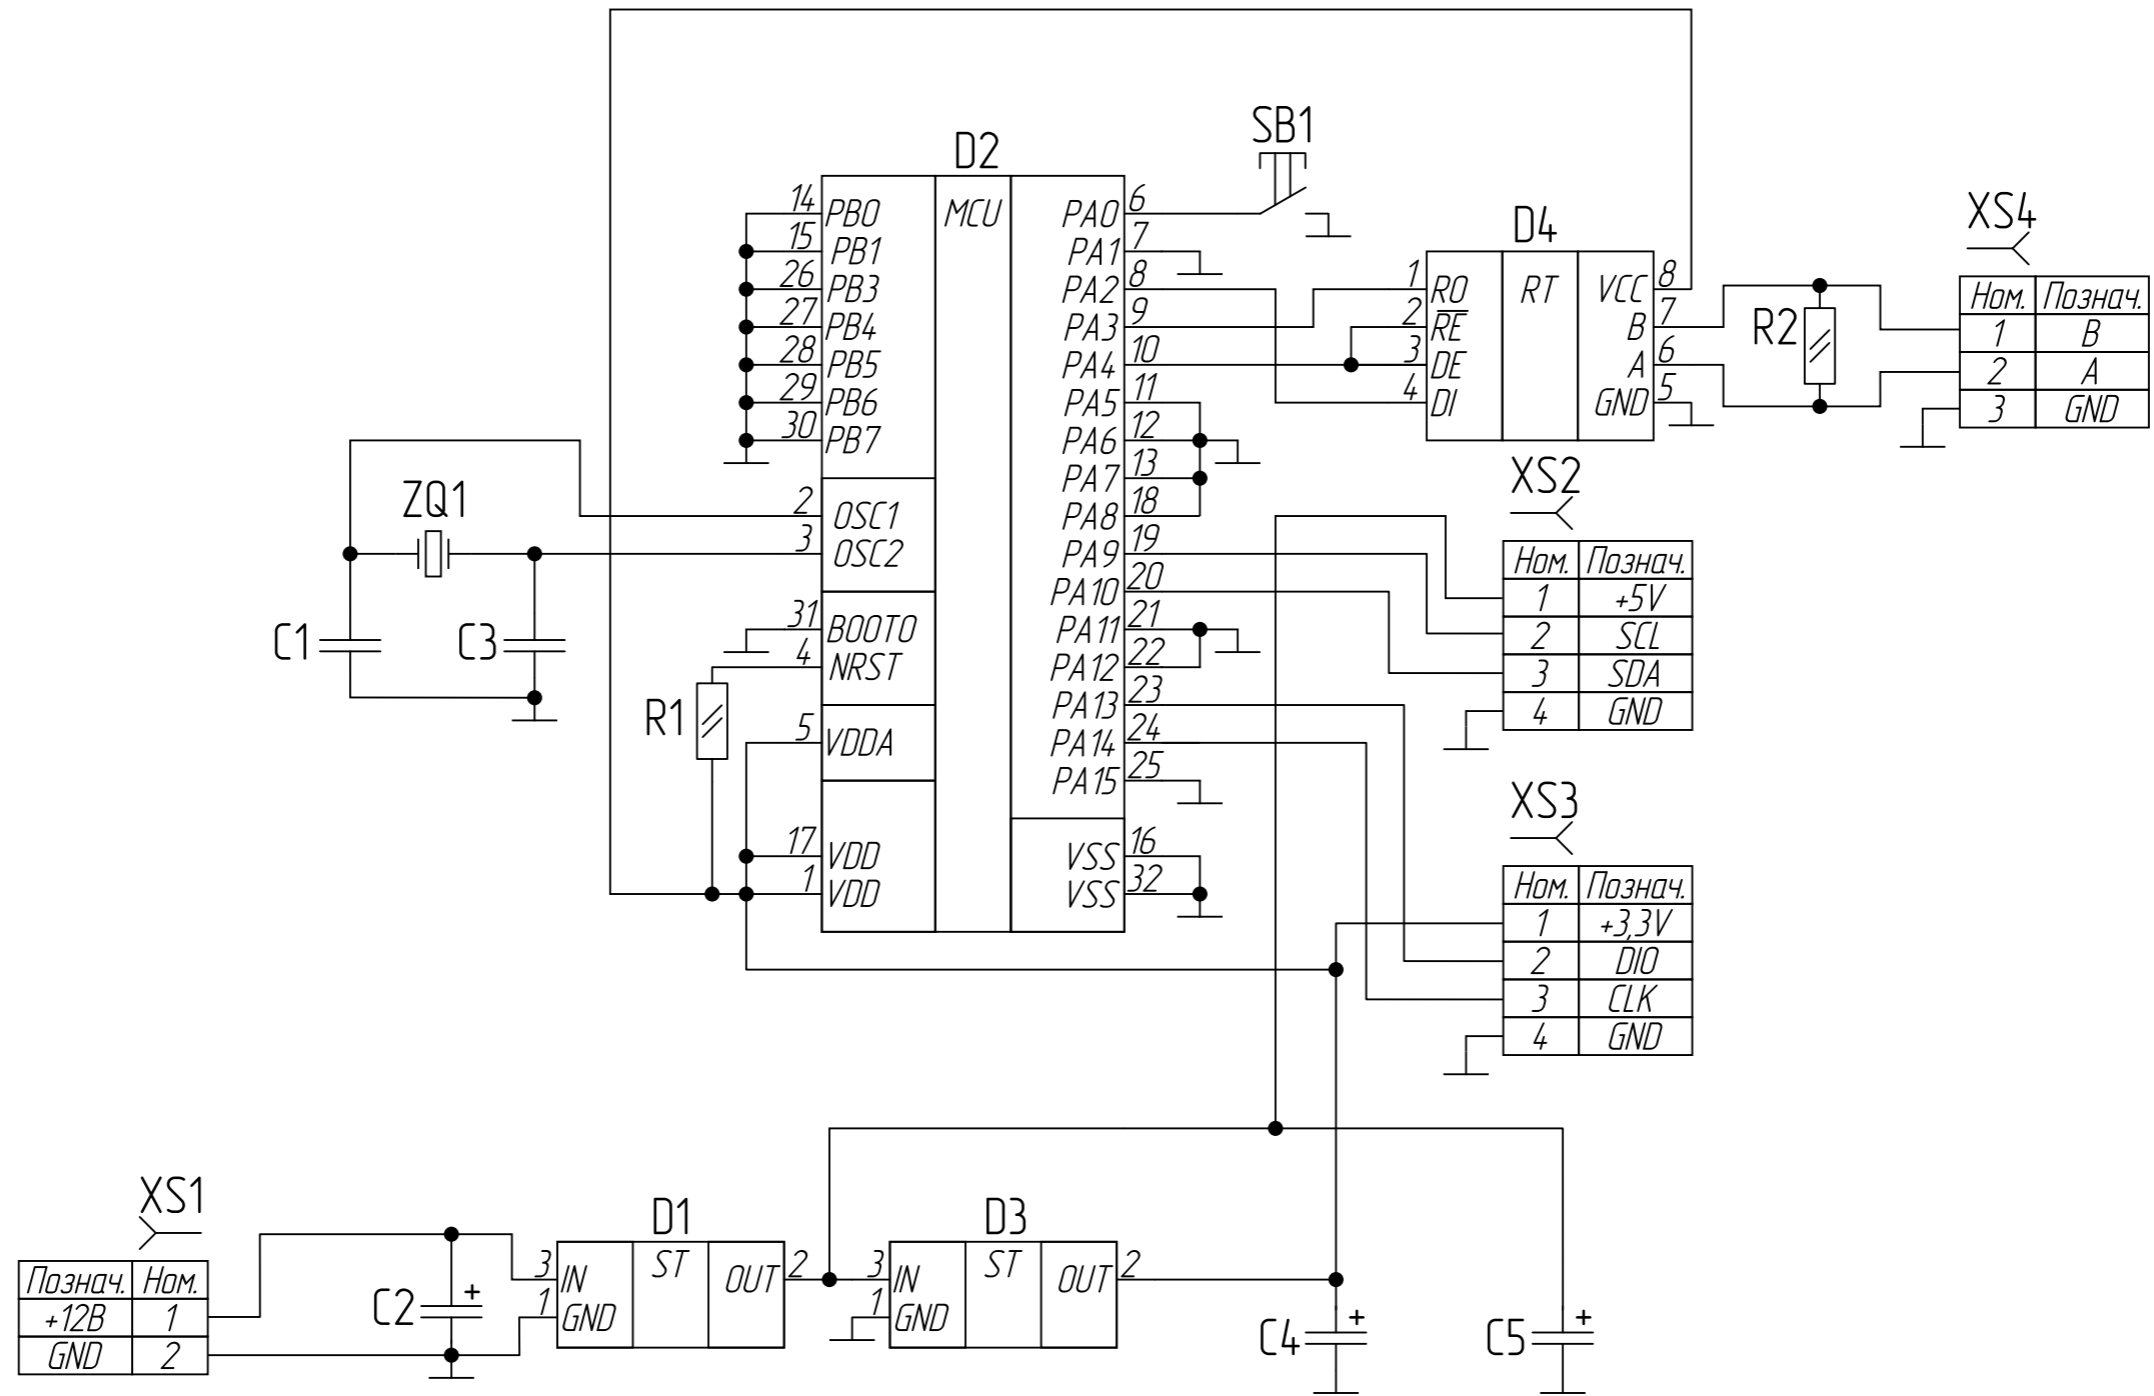 SB1
D2
14 PB0 MCU PA0 6
15 PB1 PA1 7
26 PB3 PA2 8
27 PB4 PA3 9
28 PB5 PA4 10
29 PB6 PA5 11
30 PB7 PA6 12
PA7 13
2 OSC1 PA8 18
3 OSC2 PA9 19
PA10 20
31 BOOT0 PA11 21
4 NRST PA12 22
PA13 23
5 VDDA PA14 24
PA15 25
17 VDD VSS 16
1 VDD VSS 32
ZQ1
C1
C3
R1
D4
1 RO RT VCC 8
2 RE B 7
3 DE A 6
4 DI GND 5
R2
XS4
Ном. Познач.
1 B
2 A
3 GND
XS2
Ном. Познач.
1 +5V
2 SCL
3 SDA
4 GND
XS3
Ном. Познач.
1 +3,3V
2 DIO
3 CLK
4 GND
XS1
Познач. Ном.
+12В 1
GND 2
C2 +
D1
3 IN ST OUT 2
1 GND
D3
3 IN ST OUT 2
1 GND
C4 +
C5 +